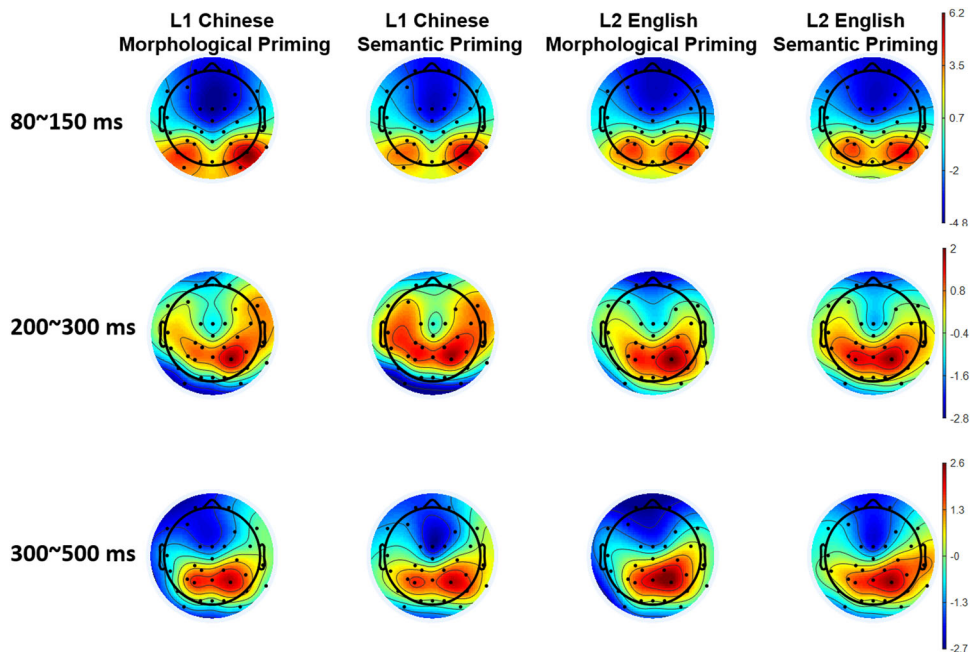 L1 Chinese Morphological Priming
L1 Chinese Semantic Priming
L2 English Morphological Priming
L2 English Semantic Priming
80~150 ms
6.2
3.5
0.7
-2
-4.8
200~300 ms
2
0.8
-0.4
-1.6
-2.8
300~500 ms
2.6
1.3
-0
-1.3
-2.7